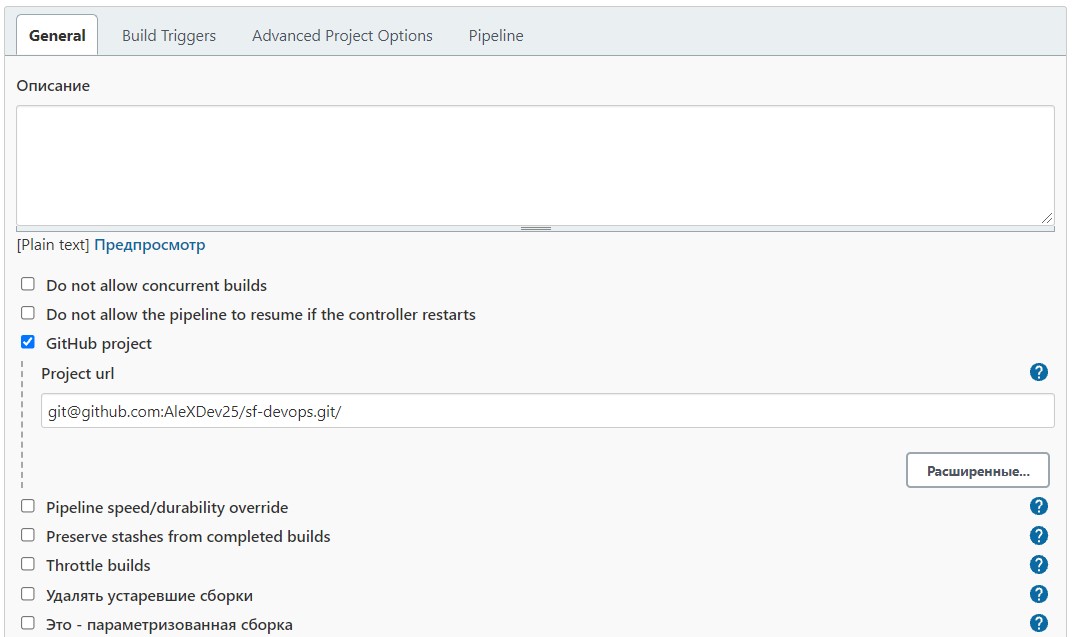 General Build Triggers Advanced Project Options Pipeline
Описание
[Plain text] Предпросмотр
Do not allow concurrent builds
Do not allow the pipeline to resume if the controller restarts
GitHub project
Project url
?
git@github.com:AleXDev25/sf-devops.git/
Расширенные...
Pipeline speed/durability override
?
Preserve stashes from completed builds
?
Throttle builds
?
Удалять устаревшие сборки
?
Это - параметризованная сборка
?